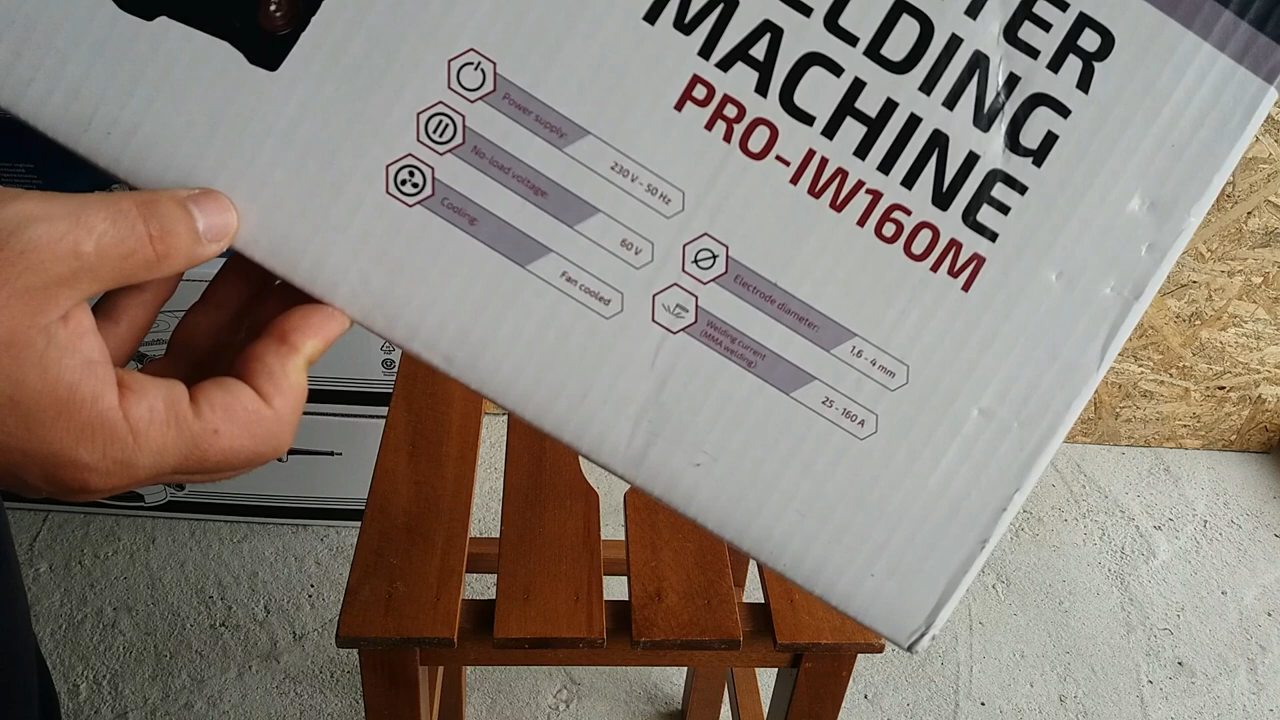 TER
ELDING
MACHINE
PRO-IW160M
Power supply: 230 V - 50 Hz
No-load voltage: 60 V
Cooling: Fan cooled
Electrode diameter: 1,6 - 4 mm
Welding current
(MMA welding) 25 - 160 A